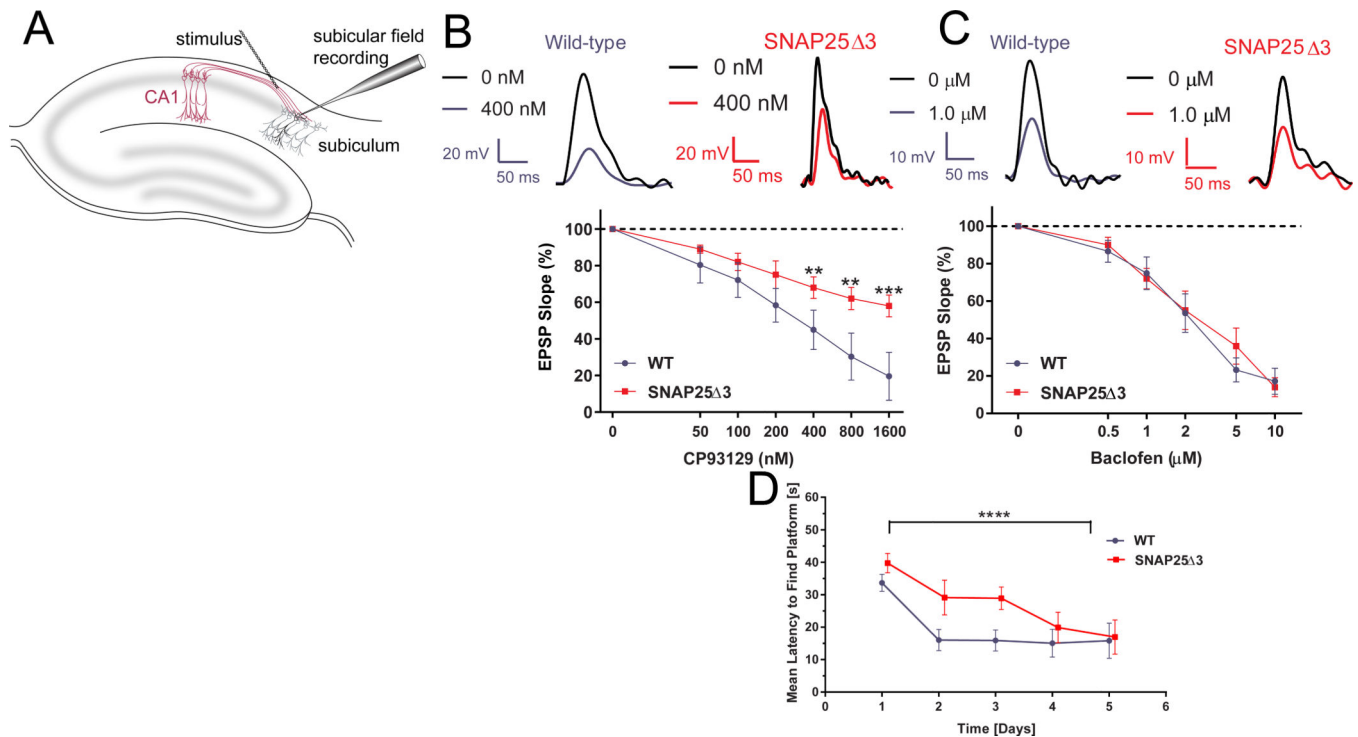 A
stimulus
subicular field
recording
CA1
subiculum
B
Wild-type
0 nM
400 nM
20 mV
50 ms
SNAP25Δ3
0 nM
400 nM
20 mV
50 ms
EPSP Slope (%)
100
80
60
40
20
0
** ** ***
WT
SNAP25Δ3
0 50 100 200 400 800 1600
CP93129 (nM)
C
Wild-type
0 μM
1.0 μM
10 mV
50 ms
SNAP25Δ3
0 μM
1.0 μM
10 mV
50 ms
EPSP Slope (%)
100
80
60
40
20
0
WT
SNAP25Δ3
0 0.5 1 2 5 10
Baclofen (μM)
D
Mean Latency to Find Platform [s]
60
50
40
30
20
10
0
****
WT
SNAP25Δ3
0 1 2 3 4 5 6
Time [Days]